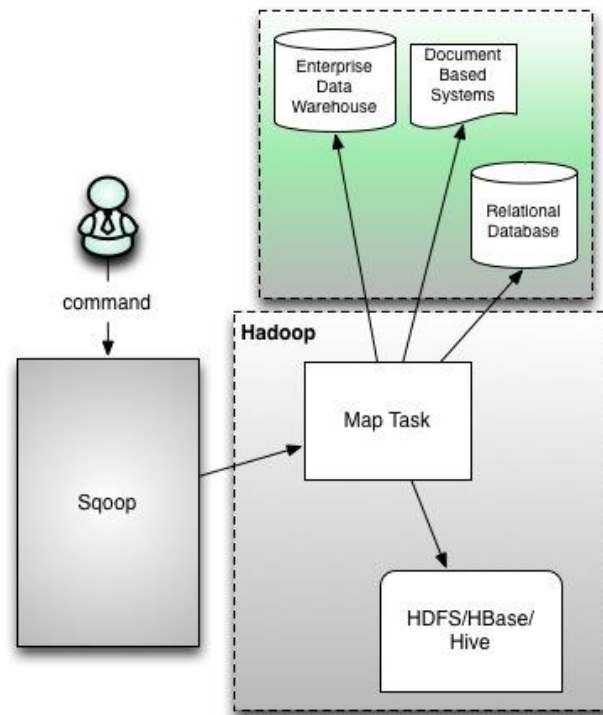 Enterprise
Data
Warehouse
Document
Based
Systems
Relational
Database
command
Hadoop
Map Task
Sqoop
HDFS/HBase/
Hive